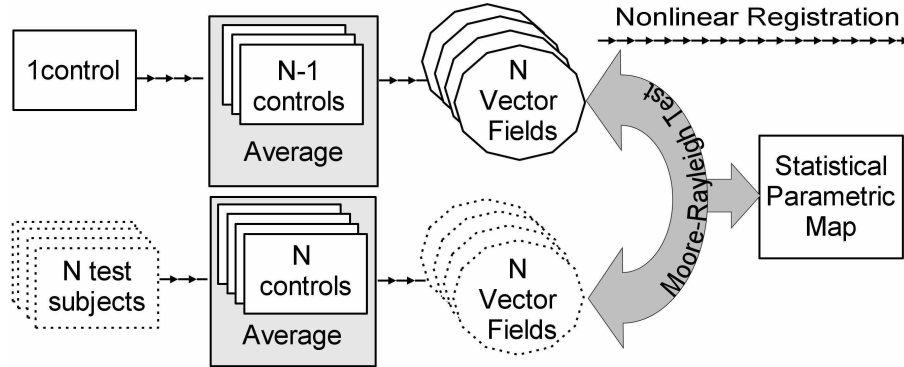 Nonlinear Registration
1control
N-1
controls
Average
N
Vector
Fields
Moore-Rayleigh Test
Statistical
Parametric
Map
N test
subjects
N
controls
Average
N
Vector
Fields